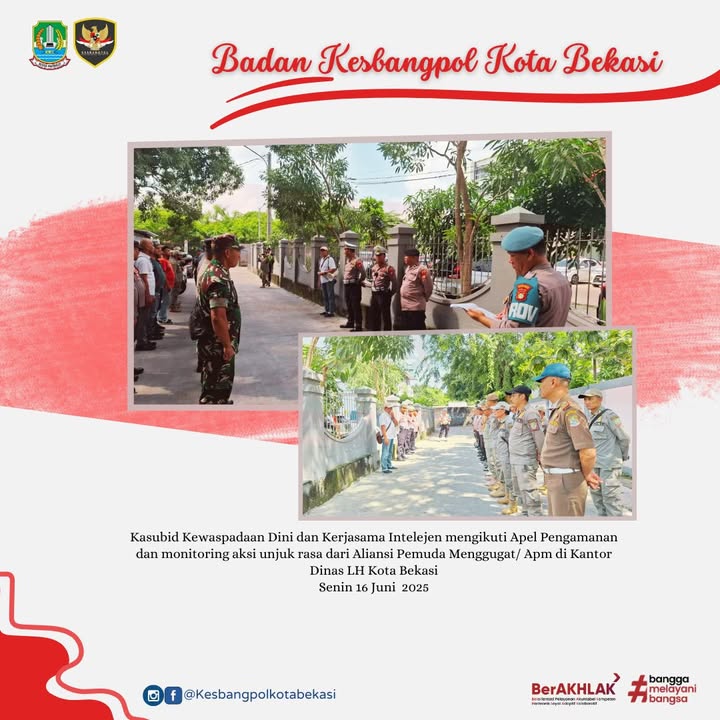 Badan Kesbangpol Kota Bekasi
PROV
Kasubid Kewaspadaan Dini dan Kerjasama Intelejen mengikuti Apel Pengamanan
dan monitoring aksi unjuk rasa dari Aliansi Pemuda Menggugat/ Apm di Kantor
Dinas LH Kota Bekasi
Senin 16 Juni 2025
@Kesbangpolkotabekasi
BerAKHLAK
#bangga
melayani
bangsa